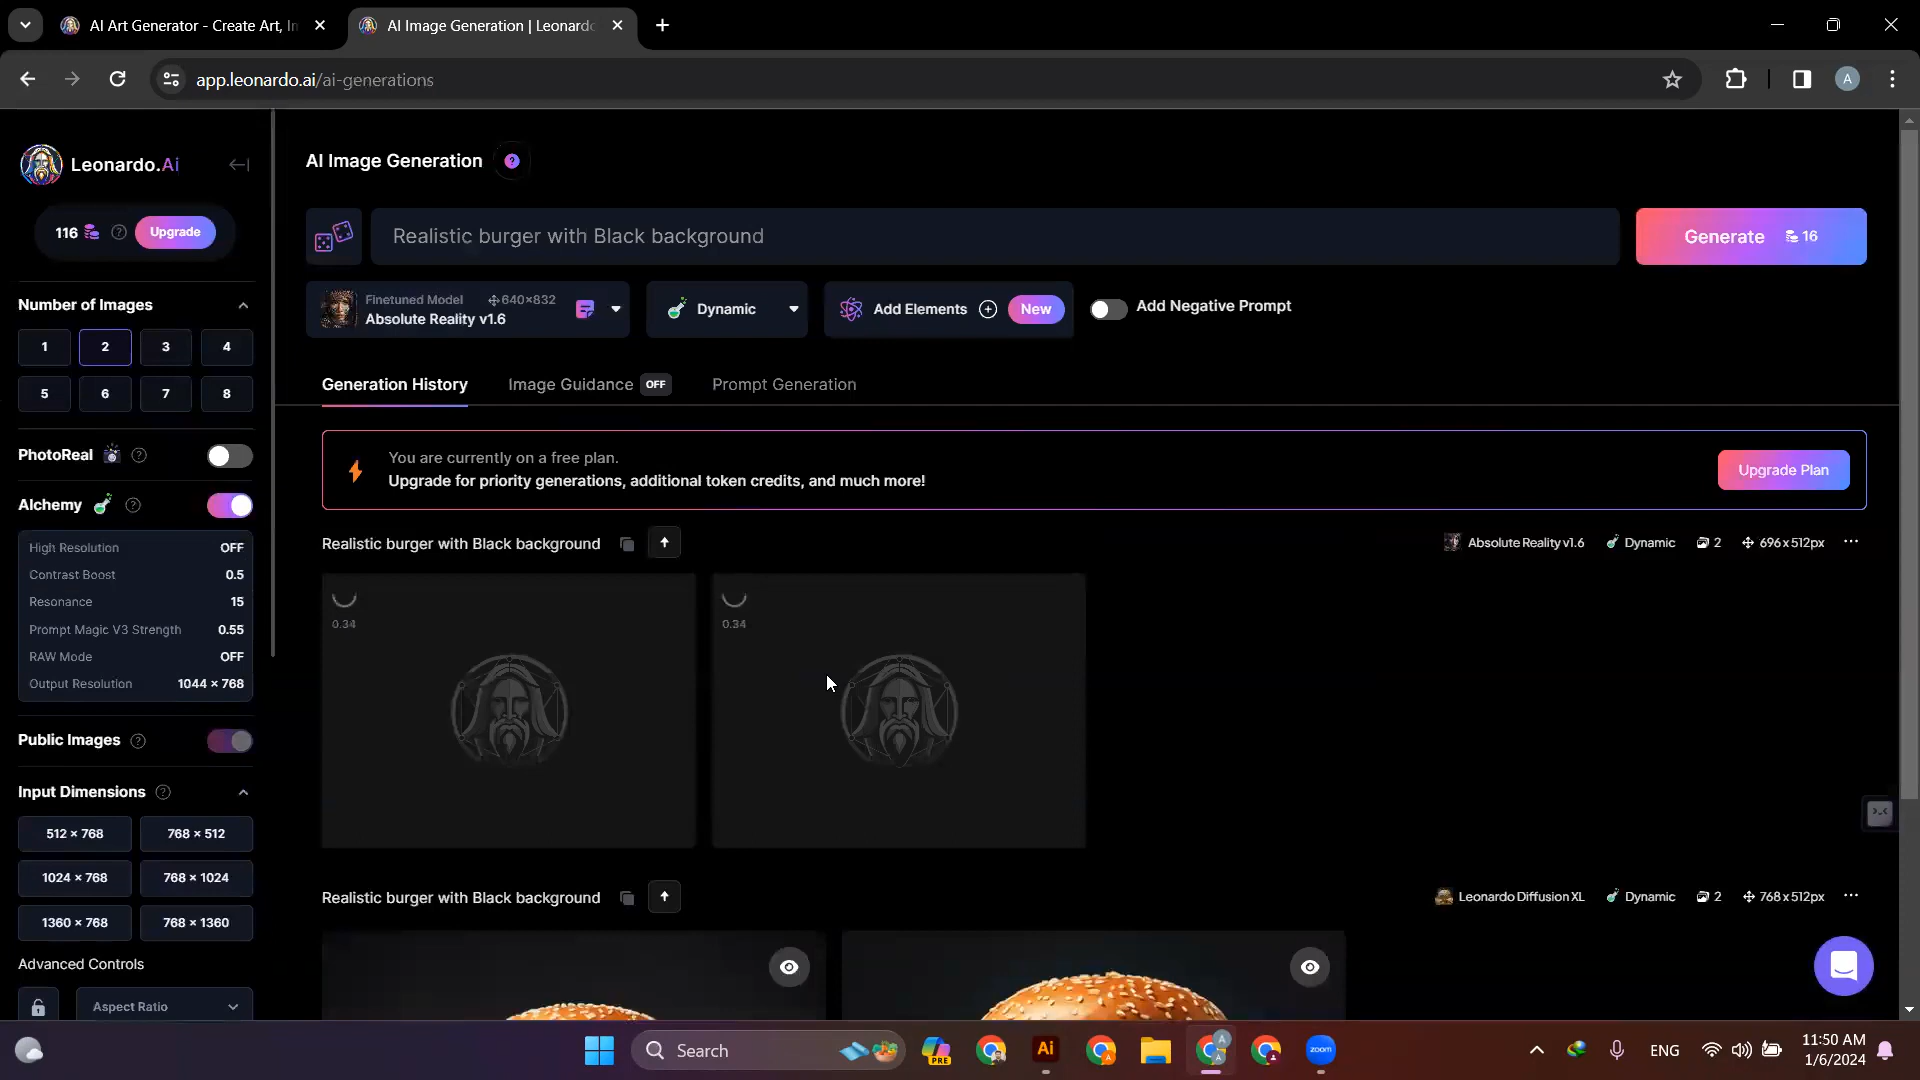 AI Art Generator - Create Art, In
AI Image Generation | Leonardo
app.leonardo.ai/ai-generations
A
Leonardo.Ai
AI Image Generation
?
116
?
Upgrade
Realistic burger with Black background
Generate
16
Finetuned Model
640×832
Absolute Reality v1.6
Dynamic
Add Elements
New
Add Negative Prompt
Number of Images
1
2
3
4
5
6
7
8
Generation History
Image Guidance
OFF
Prompt Generation
PhotoReal
?
You are currently on a free plan.
Upgrade for priority generations, additional token credits, and much more!
Upgrade Plan
Alchemy
?
High Resolution
OFF
Contrast Boost
0.5
Resonance
15
Prompt Magic V3 Strength
0.55
RAW Mode
OFF
Output Resolution
1044 × 768
Realistic burger with Black background
Absolute Reality v1.6
Dynamic
2
696x512px
0.34
0.34
Public Images
?
Input Dimensions
?
512 × 768
768 × 512
1024 × 768
768 × 1024
1360 × 768
768 × 1360
Advanced Controls
Aspect Ratio
Realistic burger with Black background
Leonardo Diffusion XL
Dynamic
2
768x512px
Search
PRE
Ai
A
zoom
ENG
11:50 AM
1/6/2024